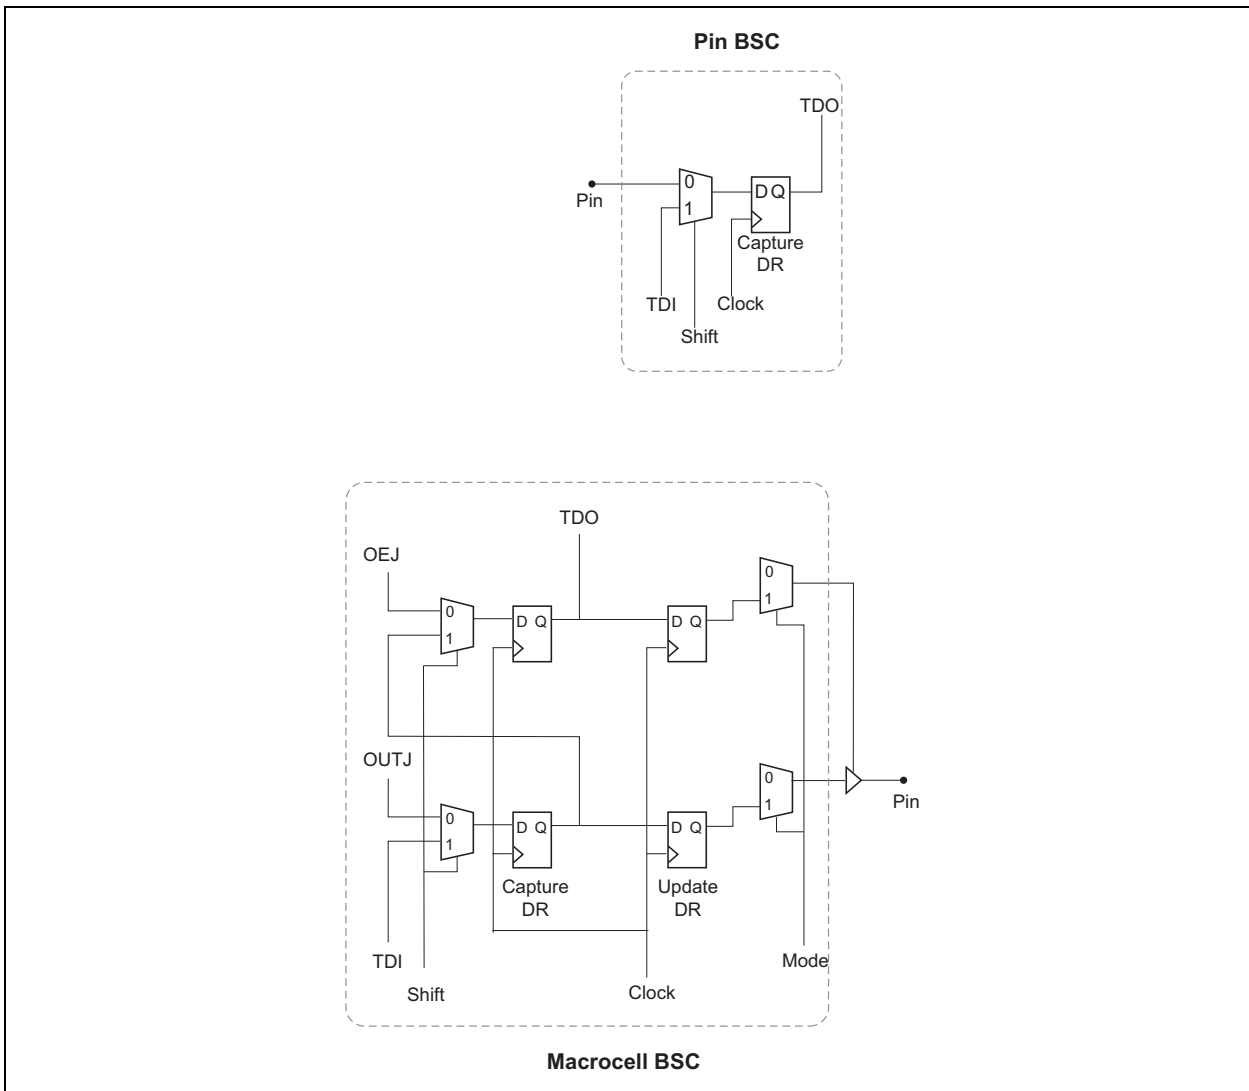 Pin BSC
TDO
0
D Q
Pin
1
Capture
DR
TDI
Clock
Shift
TDO
OEJ
0
0
1
D Q
D Q
1
OUTJ
0
0
Pin
1
D Q
D Q
1
Capture
DR
Update
DR
TDI
Mode
Shift
Clock
Macrocell BSC